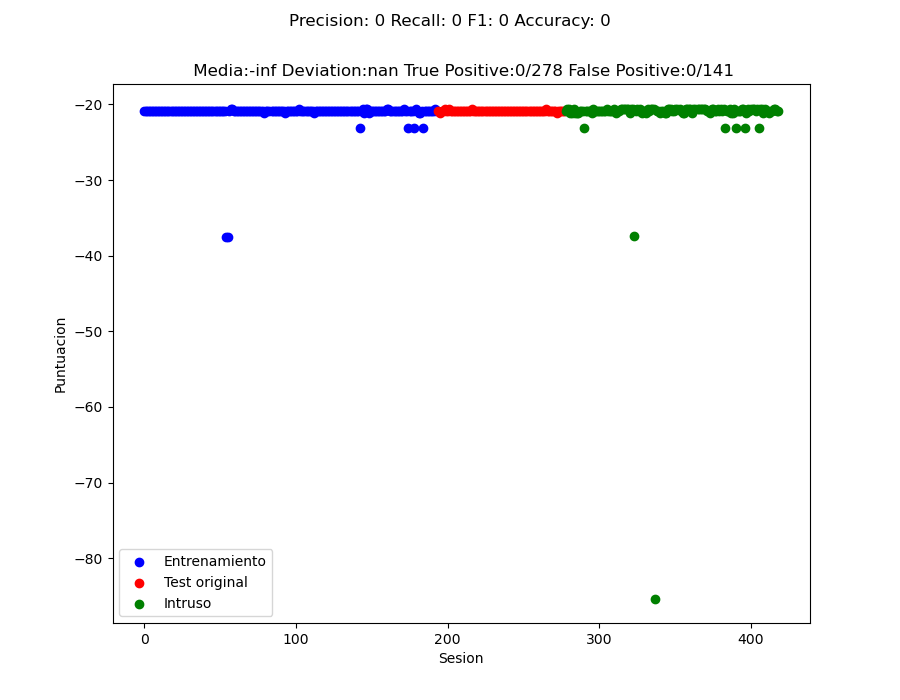 Precision: 0 Recall: 0 F1: 0 Accuracy: 0
Media:-inf Deviation:nan True Positive:0/278 False Positive:0/141
−20
−30
−40
−50
−60
−70
−80
Puntuacion
Entrenamiento
Test original
Intruso
0 100 200 300 400
Sesion